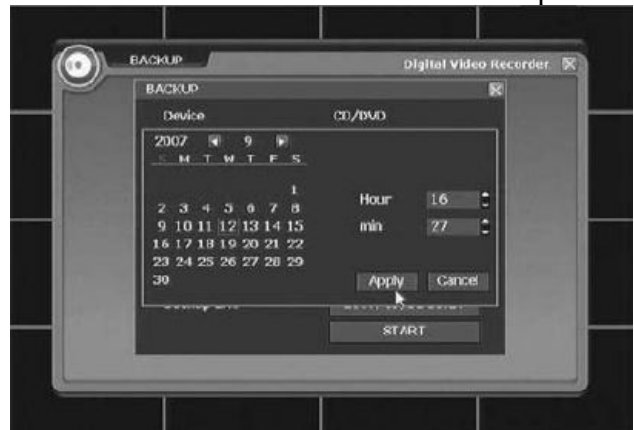 BACKUP
Digital Video Recorder
BACKUP
Device CD/DVD
2007 9
S M T W T F S
1
2 3 4 5 6 7 8
9 10 11 12 13 14 15
16 17 18 19 20 21 22
23 24 25 26 27 28 29
30
Hour 16
min 27
Apply Cancel
START